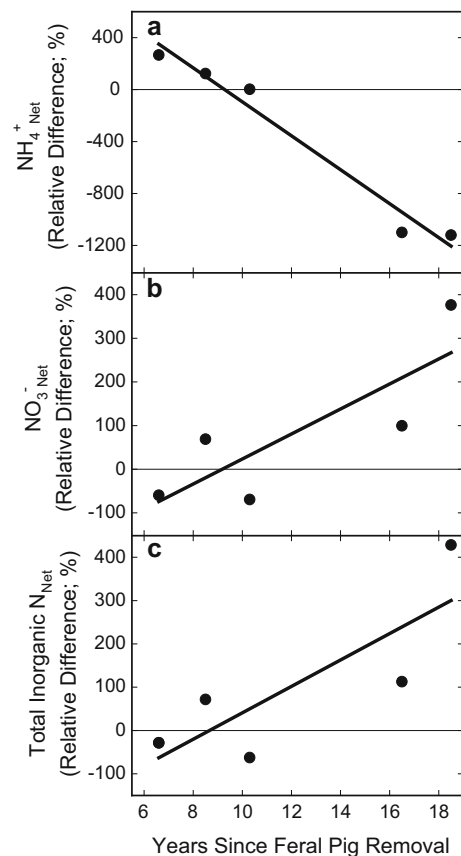 a
400
0
-400
-800
-1200
NH₄⁺ Net
(Relative Difference; %)
b
400
300
200
100
0
-100
NO₃⁻ Net
(Relative Difference; %)
c
400
300
200
100
0
-100
Total Inorganic N Net
(Relative Difference; %)
6 8 10 12 14 16 18
Years Since Feral Pig Removal